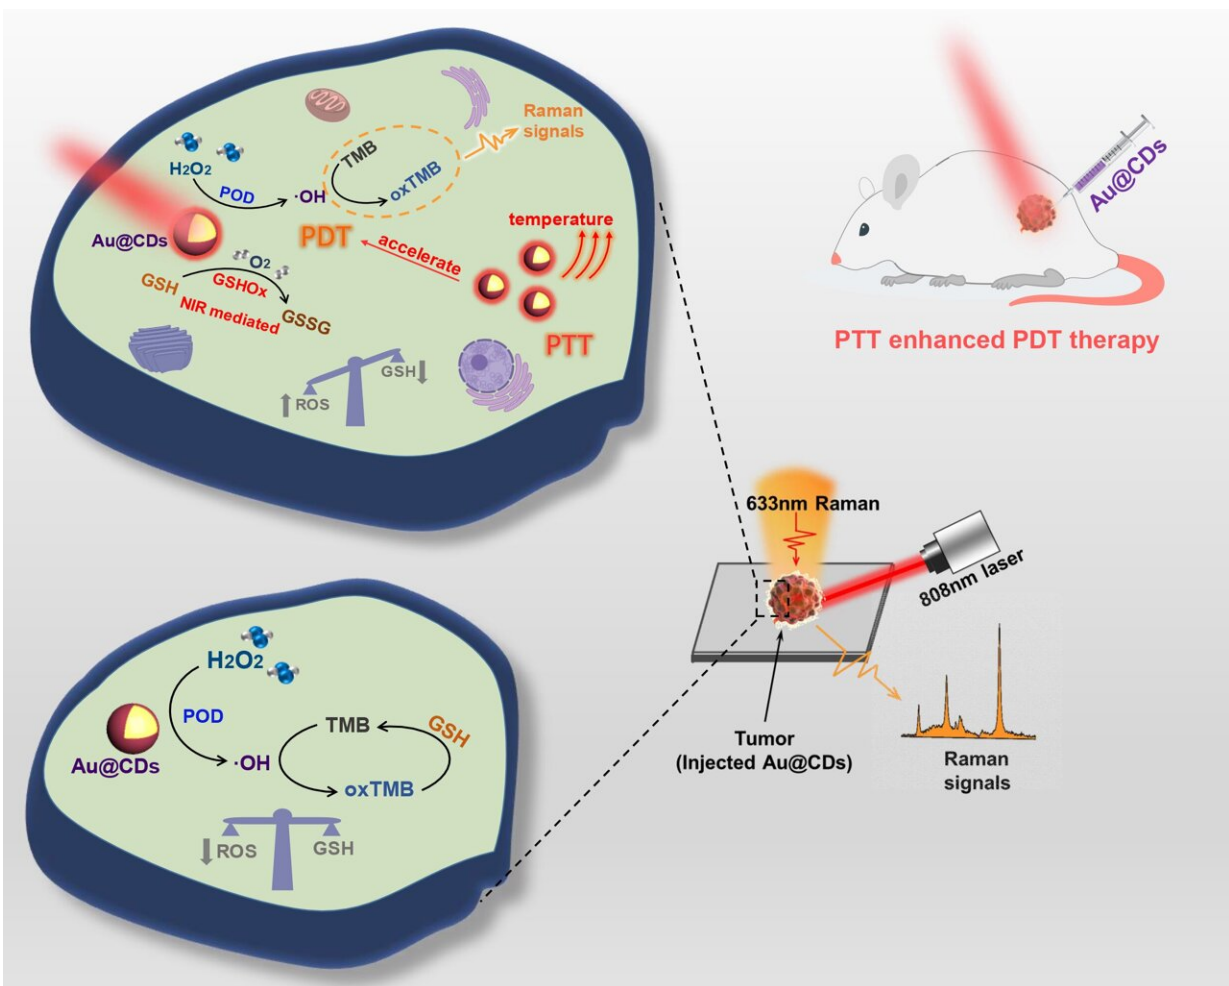 Raman
signals
TMB
oxTMB
H2O2
POD
·OH
PDT
Au@CDs
O2
GSH
GSHOx
NIR mediated
GSSG
accelerate
temperature
PTT
GSH
ROS
Au@CDs
PTT enhanced PDT therapy
633nm Raman
808nm laser
Tumor
(Injected Au@CDs)
Raman
signals
H2O2
POD
Au@CDs
·OH
TMB
GSH
oxTMB
ROS
GSH